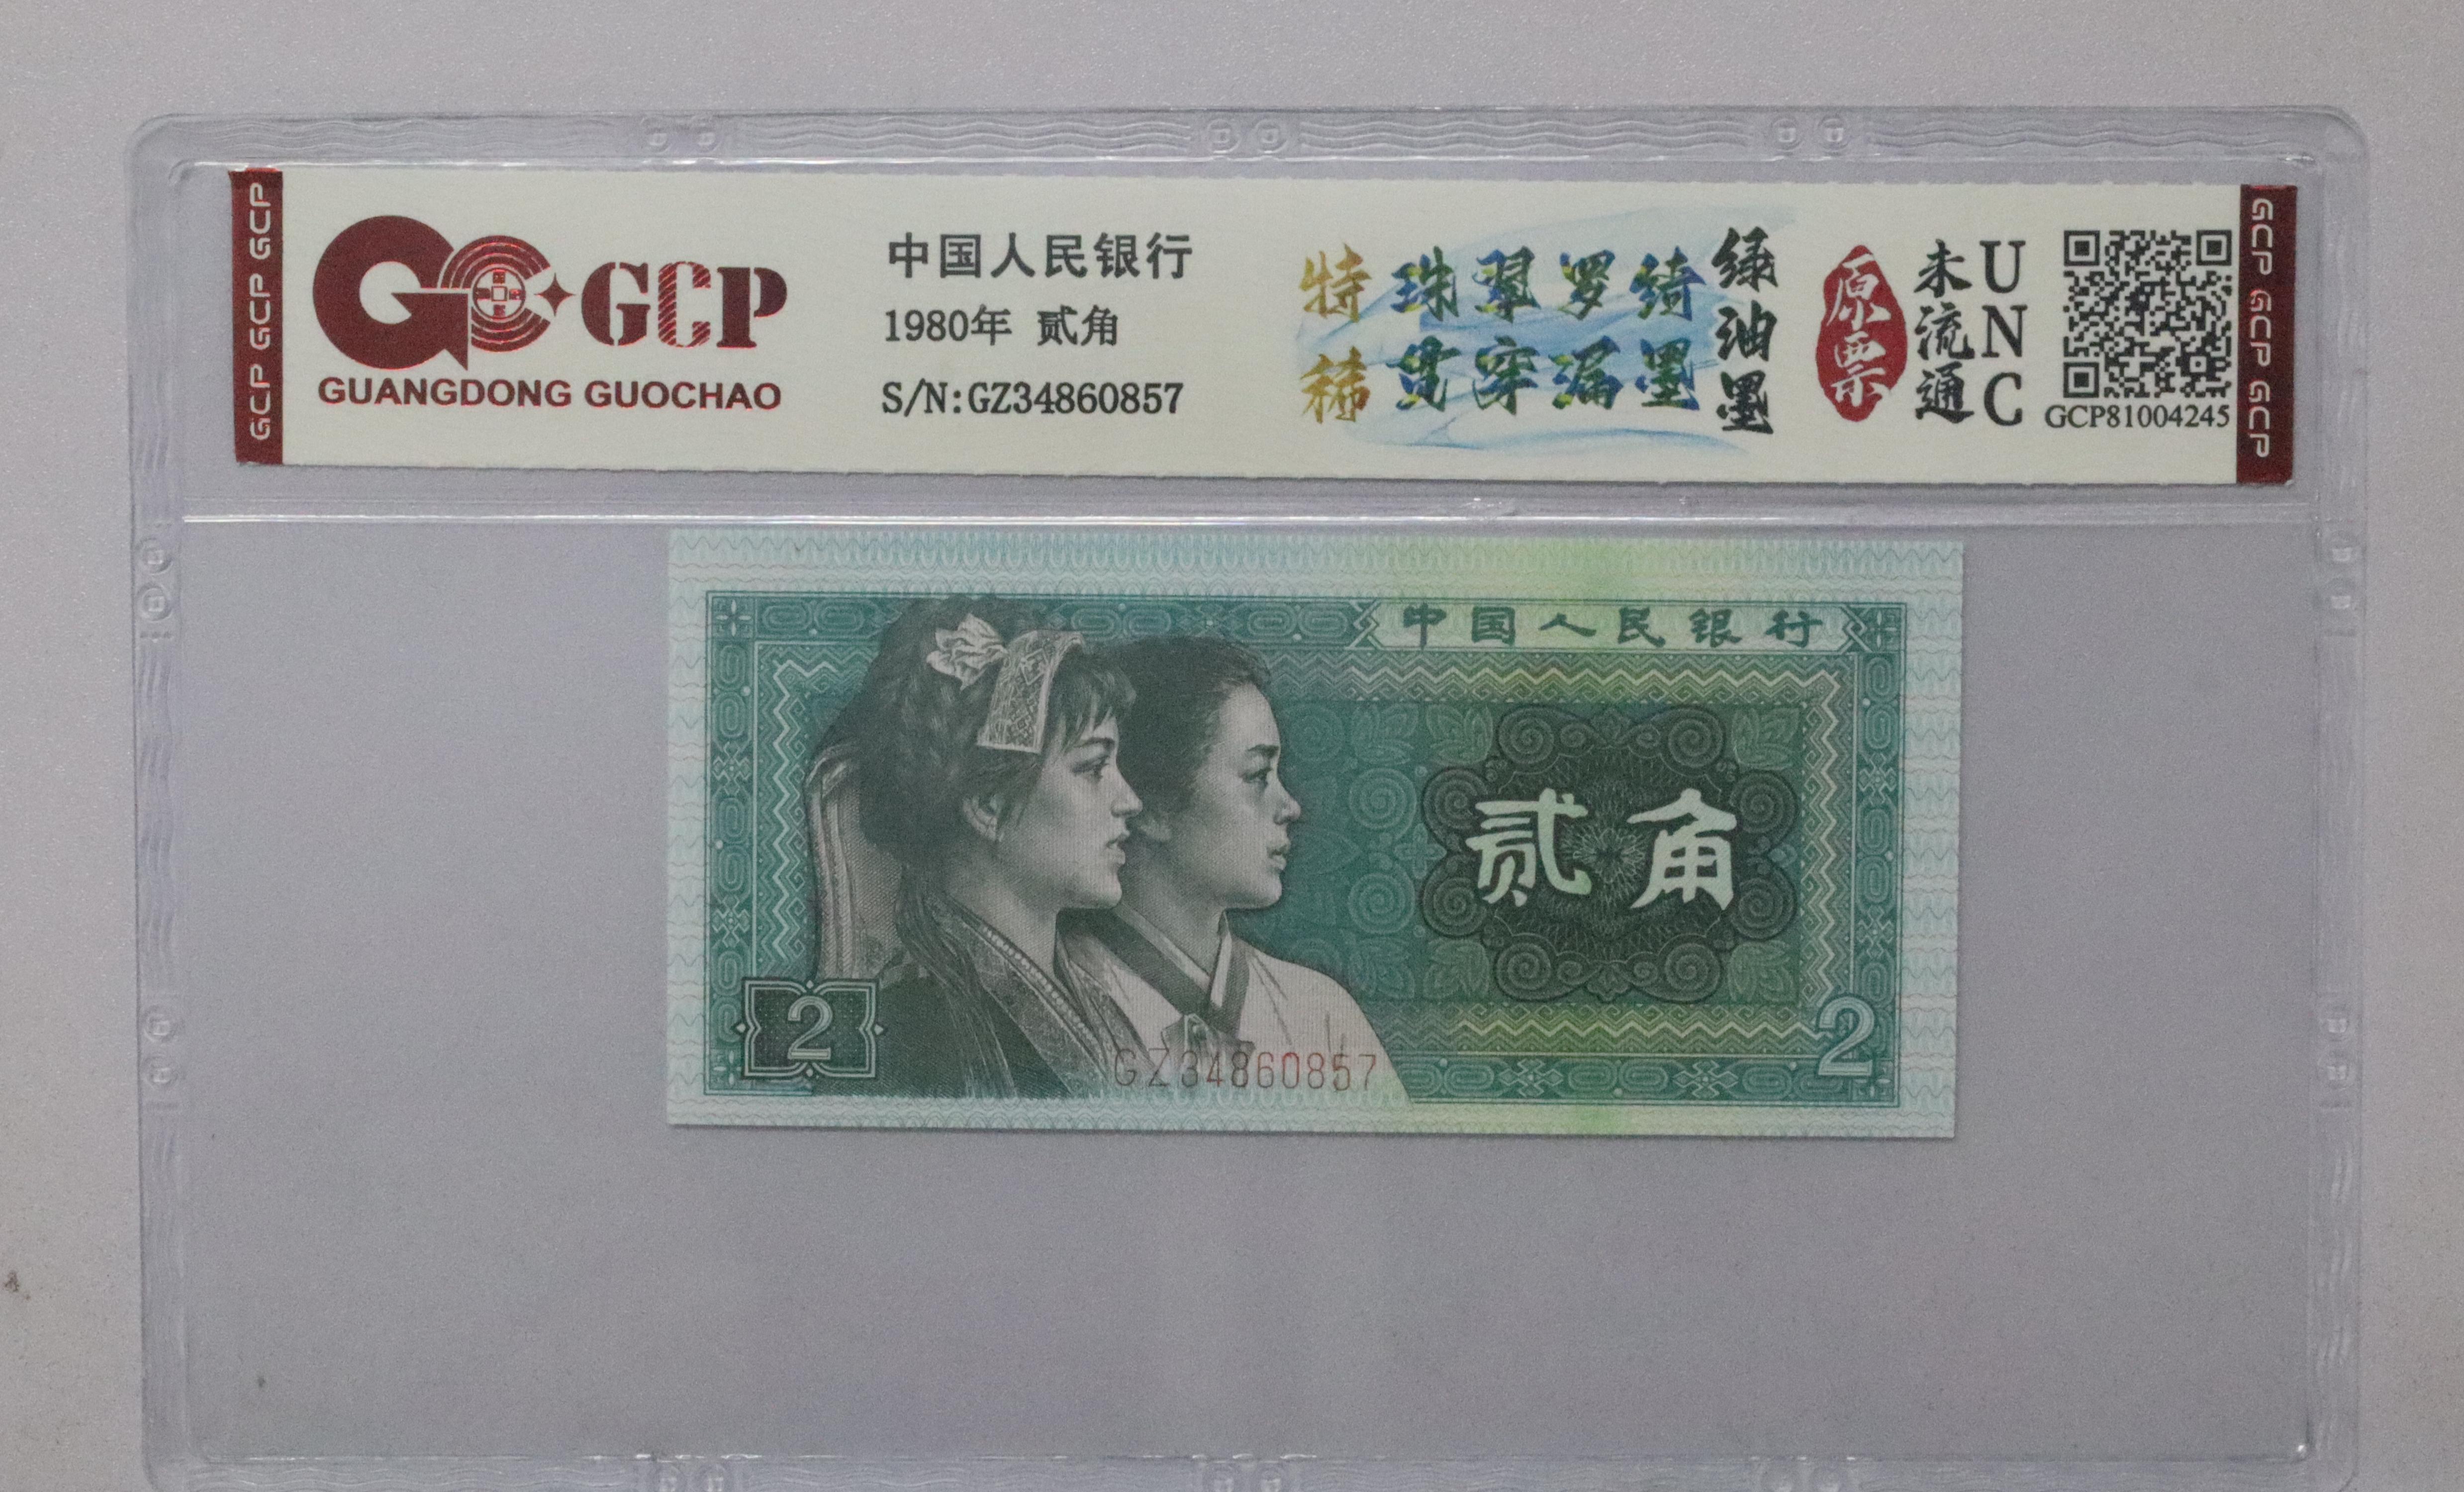 GCP GCP GCP
GCP
GUANGDONG GUOCHAO
中国人民银行
1980年 贰角
S/N:GZ34860857
特稀
珠翠罗绮
贯穿漏墨
绿油墨
原票
未流通
UNC
GCP81004245
GCP GCP GCP
中国人民银行
贰角
2
2
GZ34860857